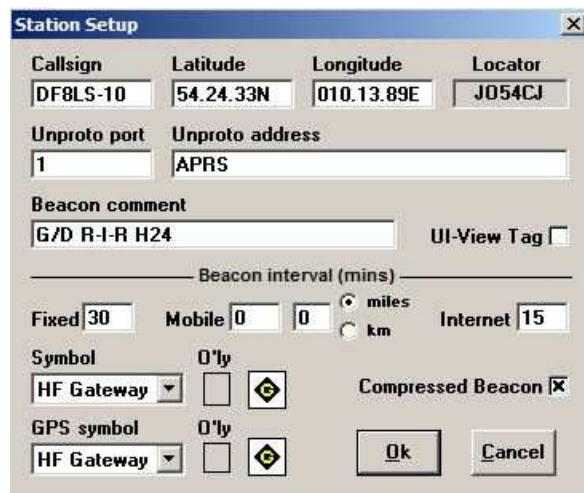 Station Setup
Callsign Latitude Longitude Locator
DF8LS-10 54.24.33N 010.13.89E JO54CJ
Unproto port Unproto address
1 APRS
Beacon comment
G/D R-I-R H24 UI-View Tag
Beacon interval (mins)
Fixed 30 Mobile 0 0 miles km Internet 15
Symbol O'ly
HF Gateway G Compressed Beacon
GPS symbol O'ly
HF Gateway G Ok Cancel